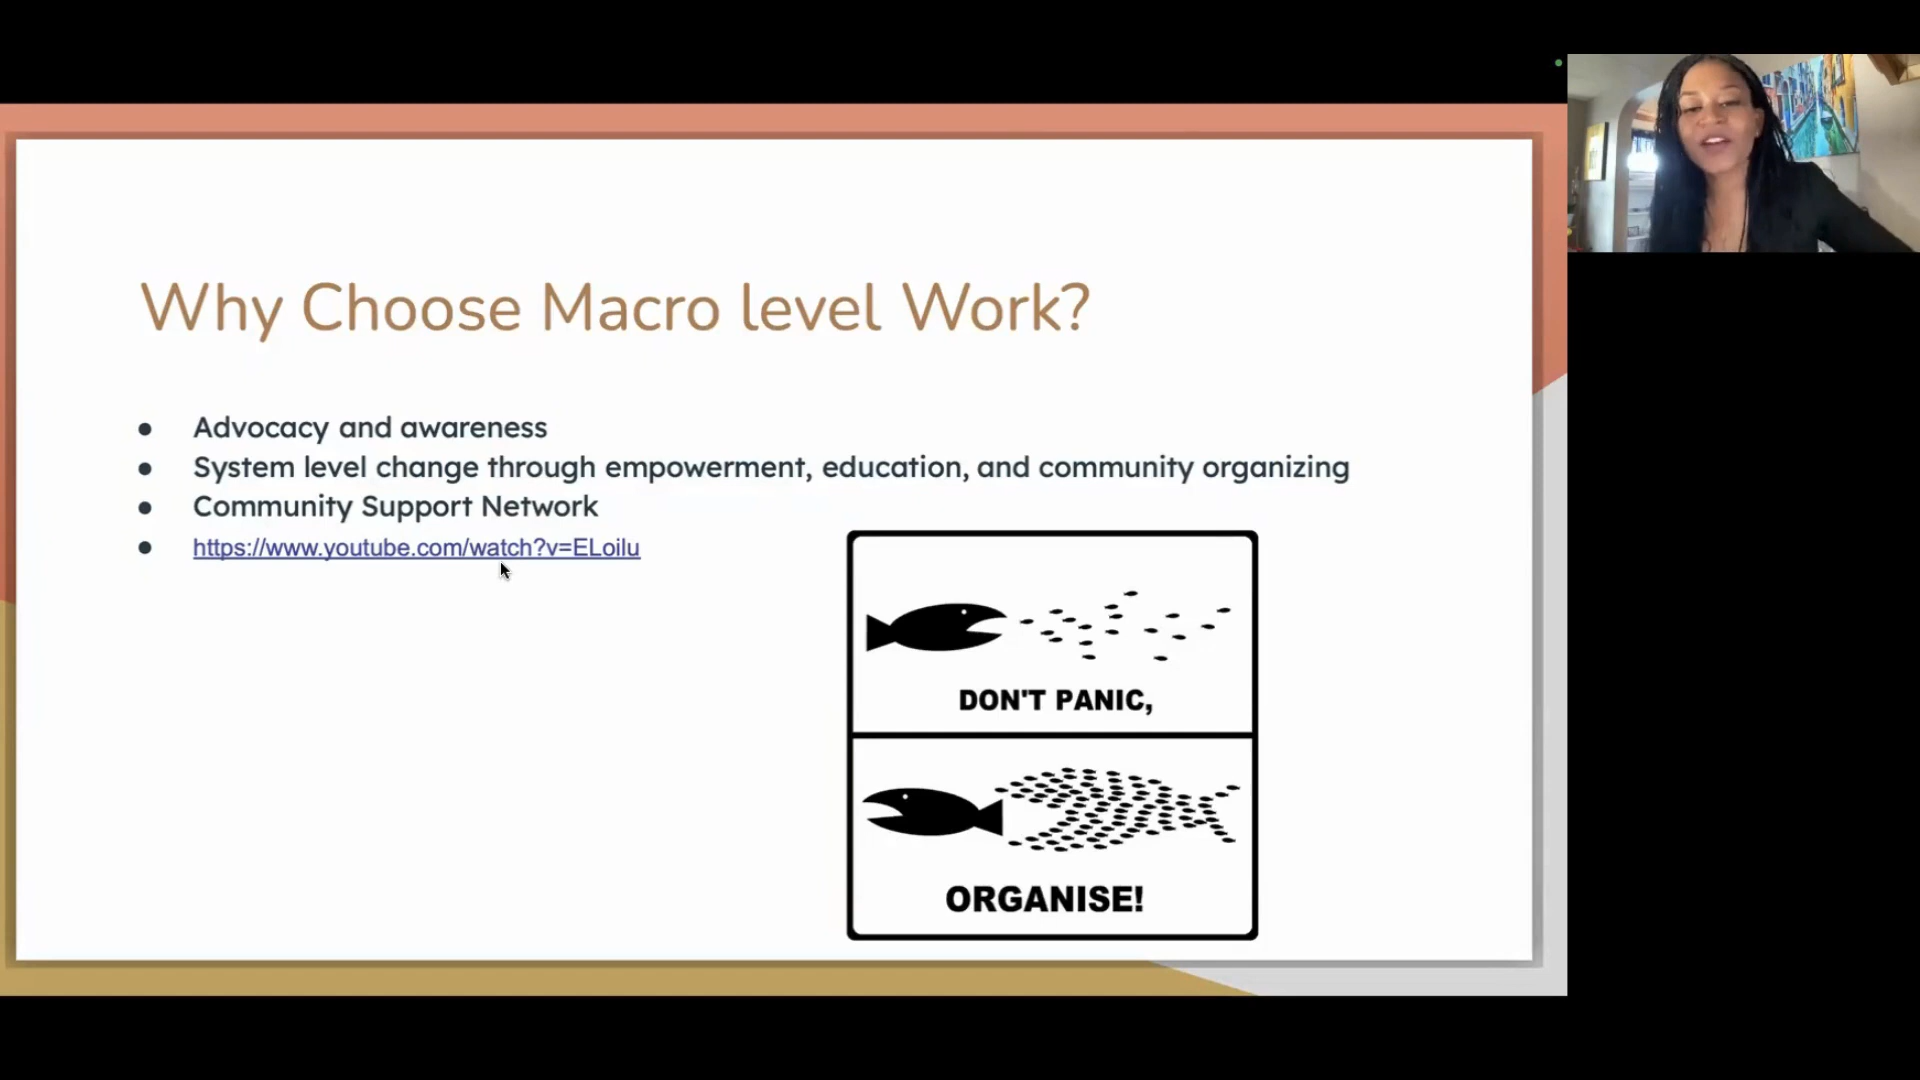 Why Choose Macro level Work?
● Advocacy and awareness
● System level change through empowerment, education, and community organizing
● Community Support Network
● https://www.youtube.com/watch?v=ELoilu
DON'T PANIC,
ORGANISE!